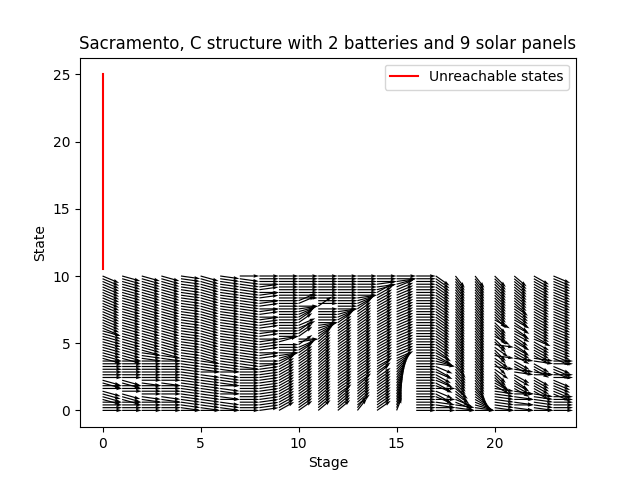 Sacramento, C structure with 2 batteries and 9 solar panels
Unreachable states
25
20
15
10
5
0
State
0 5 10 15 20
Stage